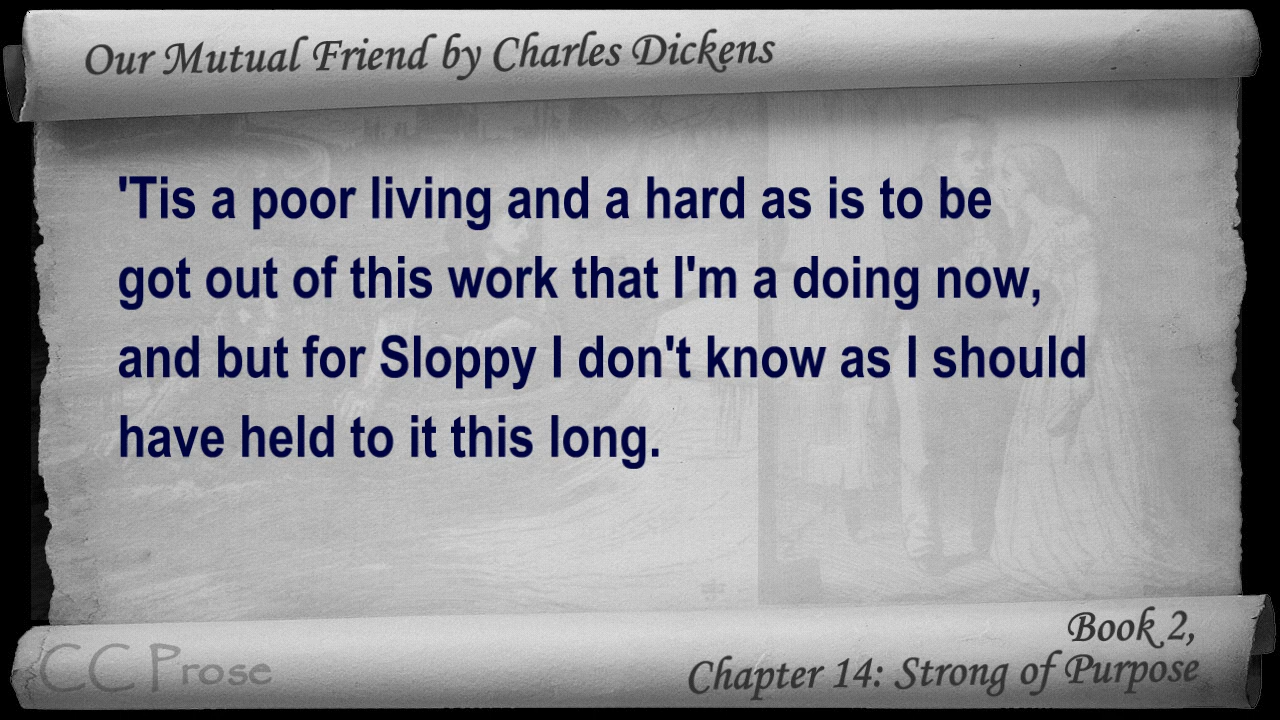 Our Mutual Friend by Charles Dickens
'Tis a poor living and a hard as is to be
got out of this work that I'm a doing now,
and but for Sloppy I don't know as I should
have held to it this long.
Book 2,
Chapter 14: Strong of Purpose
CC Prose